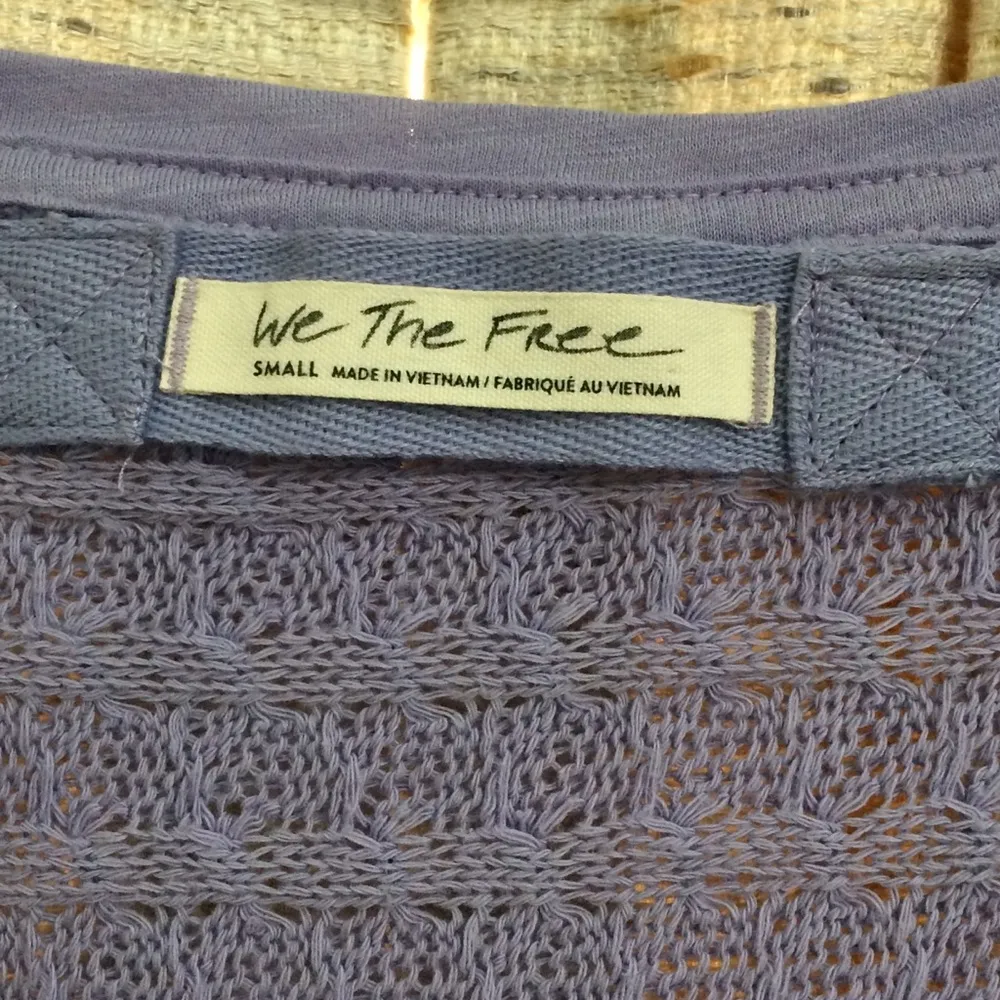 We The Free
SMALL MADE IN VIETNAM / FABRIQUÉ AU VIETNAM